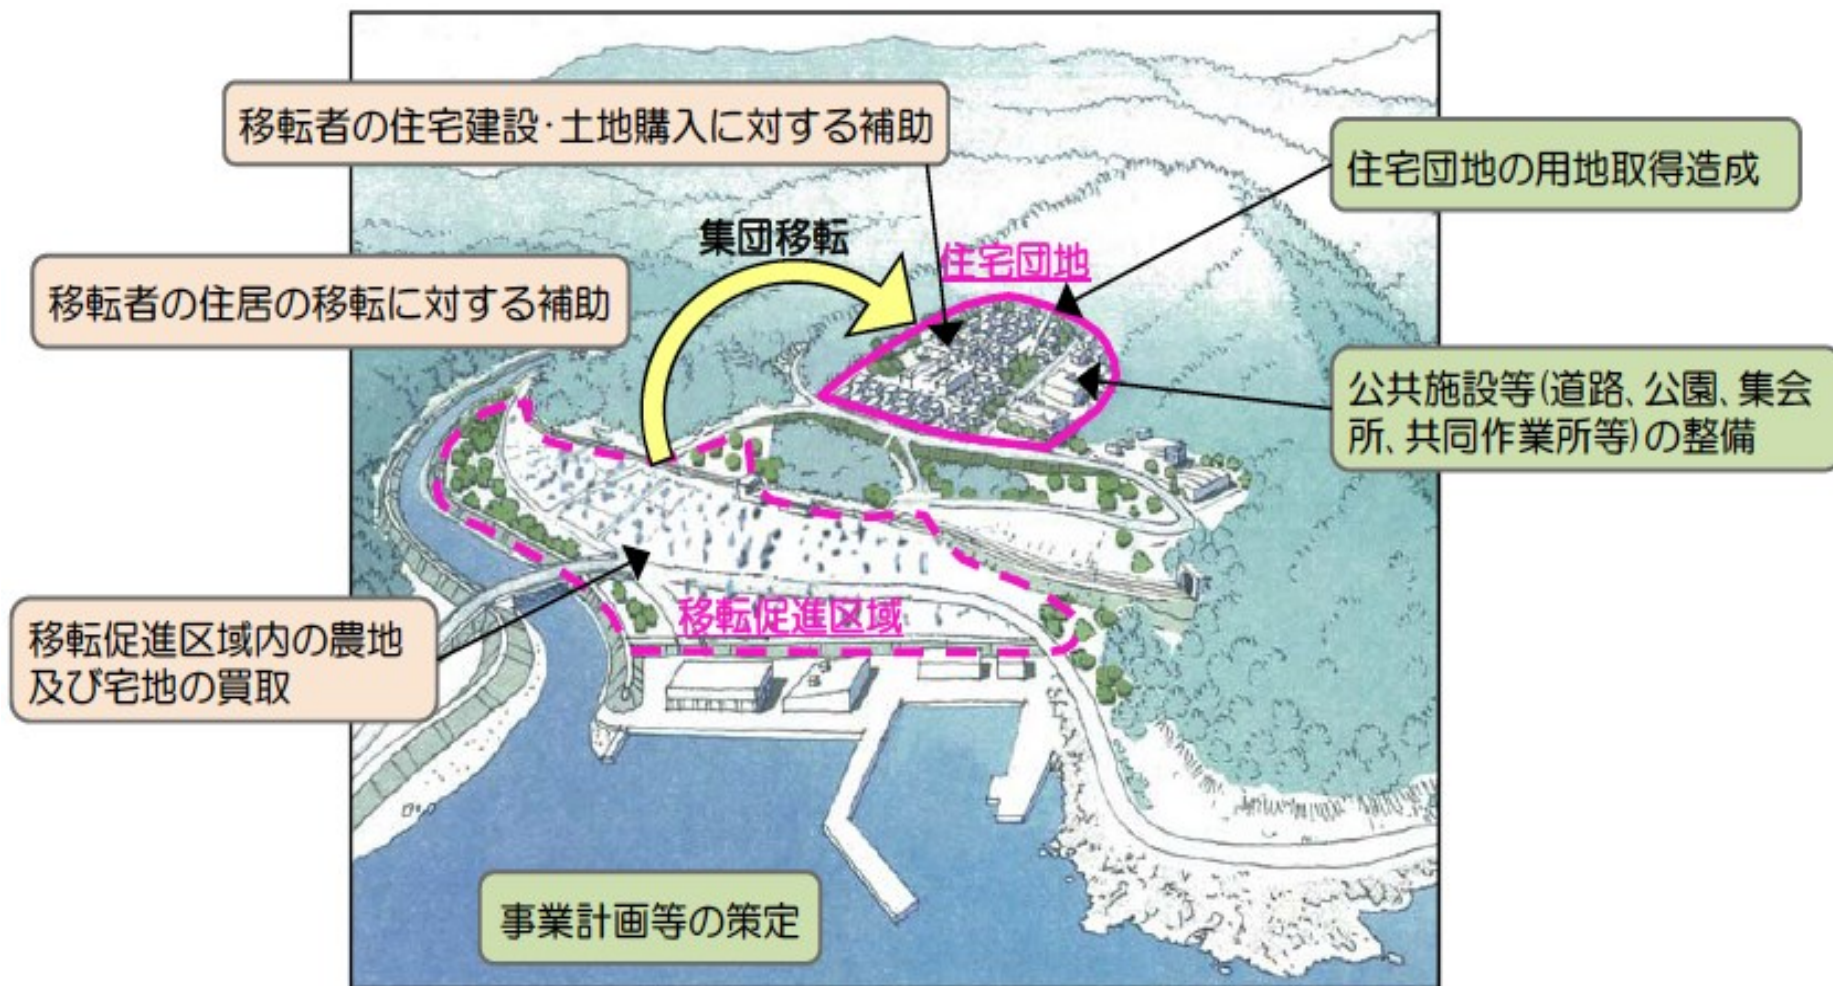 移転者の住宅建設･土地購入に対する補助
住宅団地の用地取得造成
集団移転
住宅団地
移転者の住居の移転に対する補助
公共施設等(道路、公園、集会
所、共同作業所等)の整備
移転促進区域
移転促進区域内の農地
及び宅地の買取
事業計画等の策定